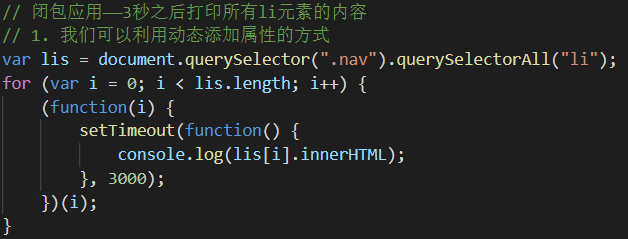 // 闭包应用——3秒之后打印所有li元素的内容
// 1. 我们可以利用动态添加属性的方式
var lis = document.querySelector(".nav").querySelectorAll("li");
for (var i = 0; i < lis.length; i++) {
    (function(i) {
        setTimeout(function() {
            console.log(lis[i].innerHTML);
        }, 3000);
    })(i);
}